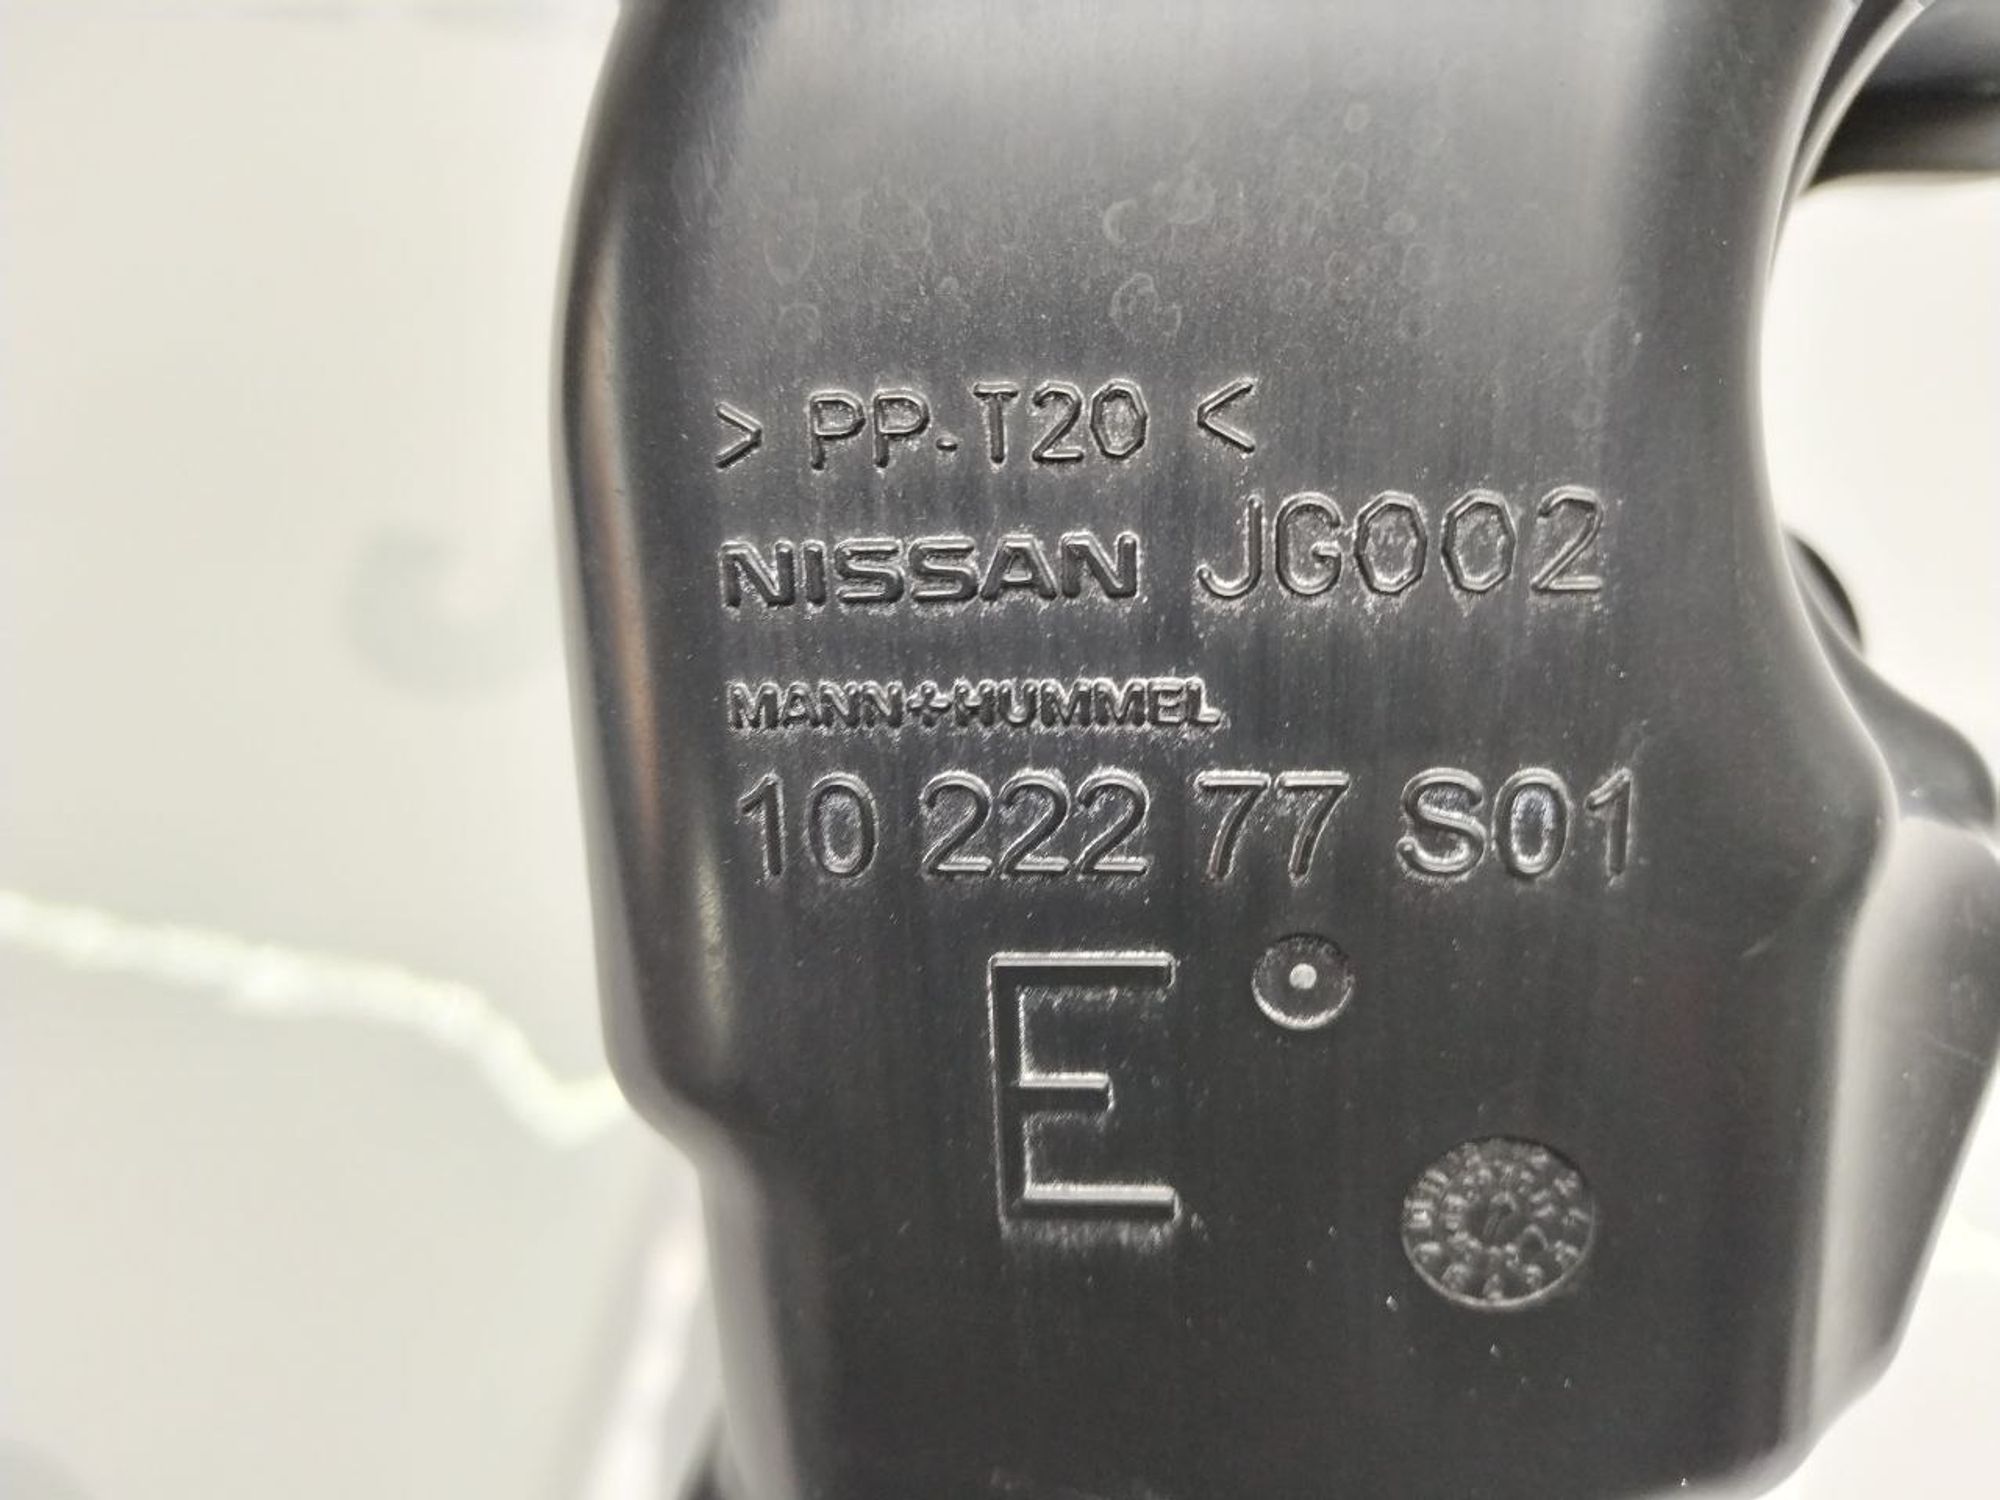 > PP-T20 <
NISSAN JG002
MANN+HUMMEL
10 222 77 S01
E